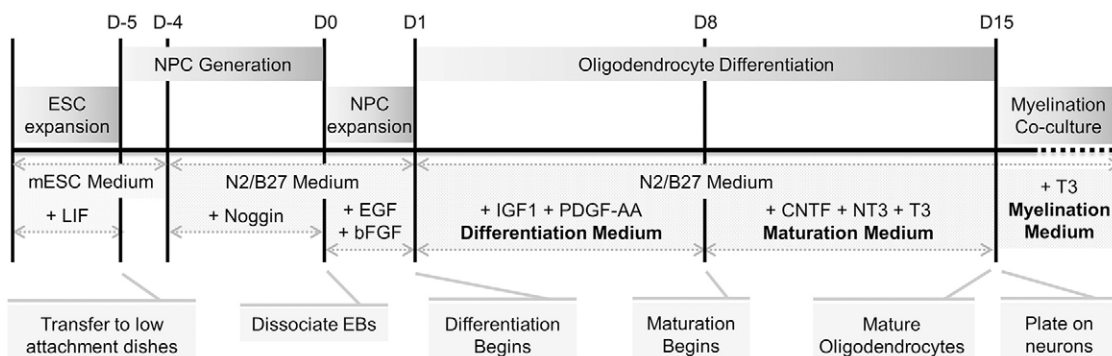 D-5 D-4 D0 D1 D8 D15
NPC Generation
Oligodendrocyte Differentiation
ESC
expansion
NPC
expansion
Myelination
Co-culture
mESC Medium
N2/B27 Medium
N2/B27 Medium
+ LIF
+ Noggin
+ EGF
+ bFGF
+ IGF1 + PDGF-AA
Differentiation Medium
+ CNTF + NT3 + T3
Maturation Medium
+ T3
Myelination
Medium
Transfer to low
attachment dishes
Dissociate EBs
Differentiation
Begins
Maturation
Begins
Mature
Oligodendrocytes
Plate on
neurons